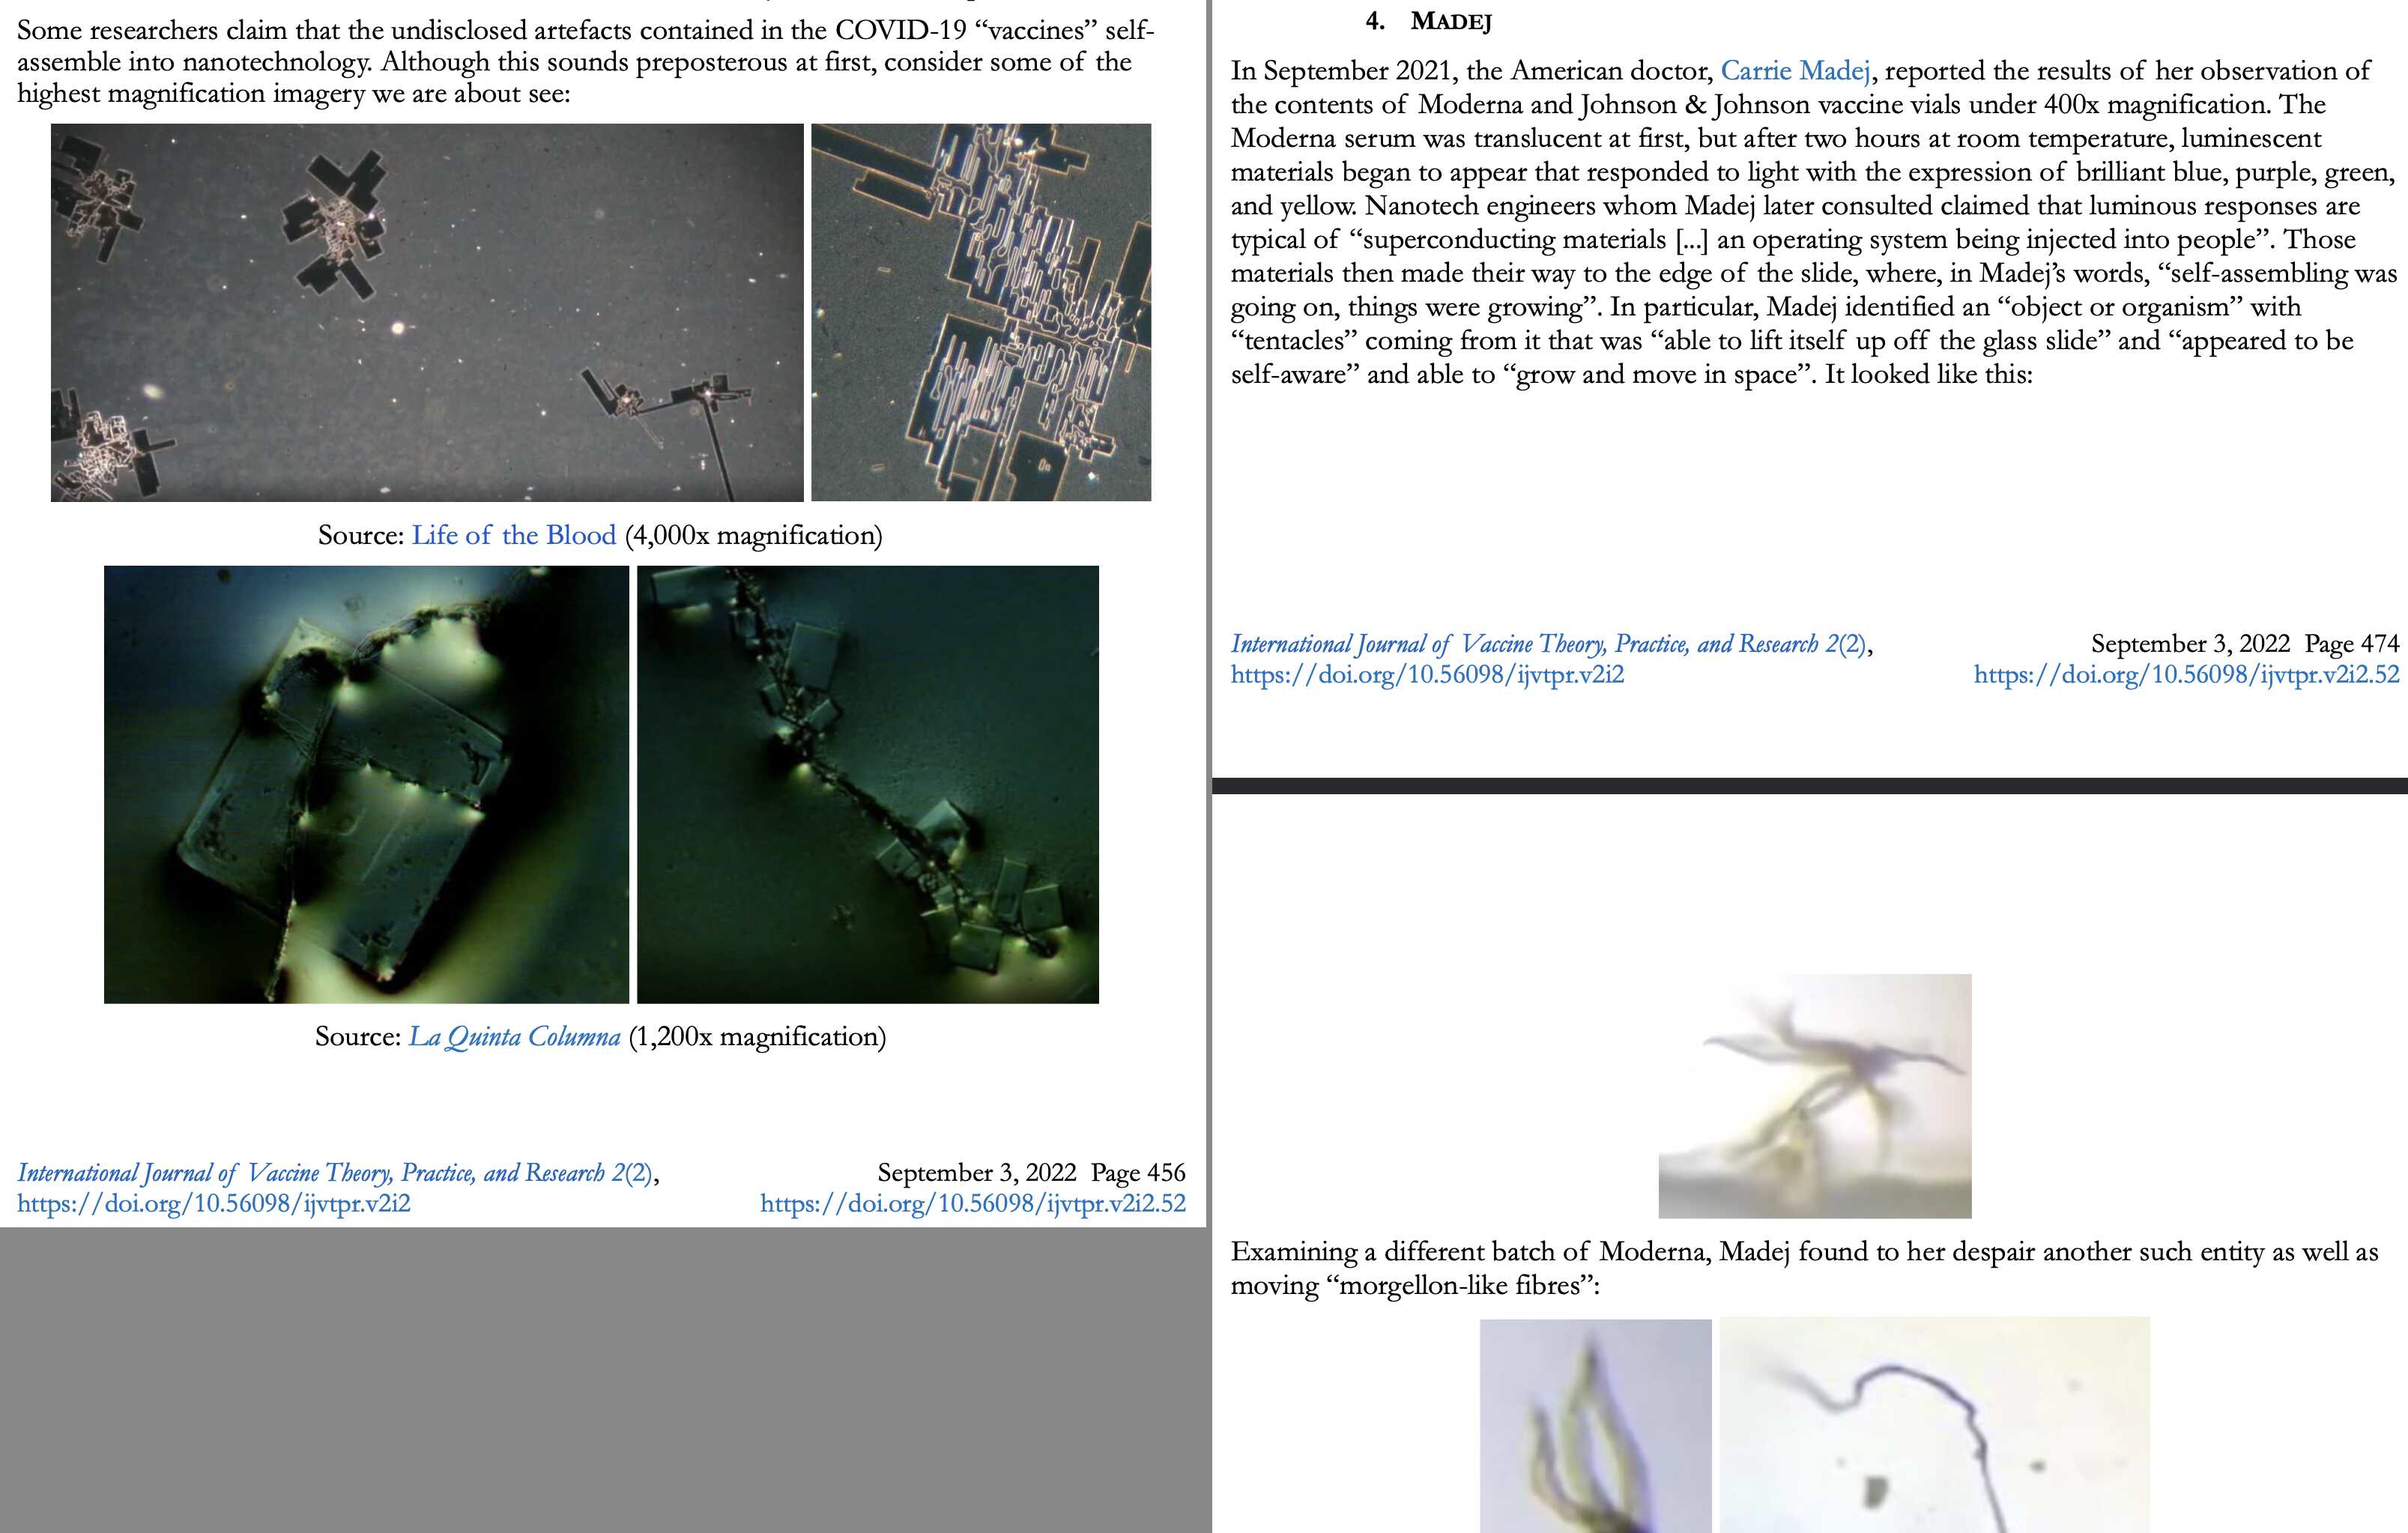 Some researchers claim that the undisclosed artefacts contained in the COVID-19 “vaccines” self-
assemble into nanotechnology. Although this sounds preposterous at first, consider some of the
highest magnification imagery we are about see:
Source: Life of the Blood (4,000x magnification)
Source: La Quinta Columna (1,200x magnification)
International Journal of Vaccine Theory, Practice, and Research 2(2),
September 3, 2022 Page 456
https://doi.org/10.56098/ijvtpr.v2i2
https://doi.org/10.56098/ijvtpr.v2i2.52
4. MADEJ
In September 2021, the American doctor, Carrie Madej, reported the results of her observation of
the contents of Moderna and Johnson & Johnson vaccine vials under 400x magnification. The
Moderna serum was translucent at first, but after two hours at room temperature, luminescent
materials began to appear that responded to light with the expression of brilliant blue, purple, green,
and yellow. Nanotech engineers whom Madej later consulted claimed that luminous responses are
typical of “superconducting materials [...] an operating system being injected into people”. Those
materials then made their way to the edge of the slide, where, in Madej’s words, “self-assembling was
going on, things were growing”. In particular, Madej identified an “object or organism” with
“tentacles” coming from it that was “able to lift itself up off the glass slide” and “appeared to be
self-aware” and able to “grow and move in space”. It looked like this:
International Journal of Vaccine Theory, Practice, and Research 2(2),
September 3, 2022 Page 474
https://doi.org/10.56098/ijvtpr.v2i2
https://doi.org/10.56098/ijvtpr.v2i2.52
Examining a different batch of Moderna, Madej found to her despair another such entity as well as
moving “morgellon-like fibres”: